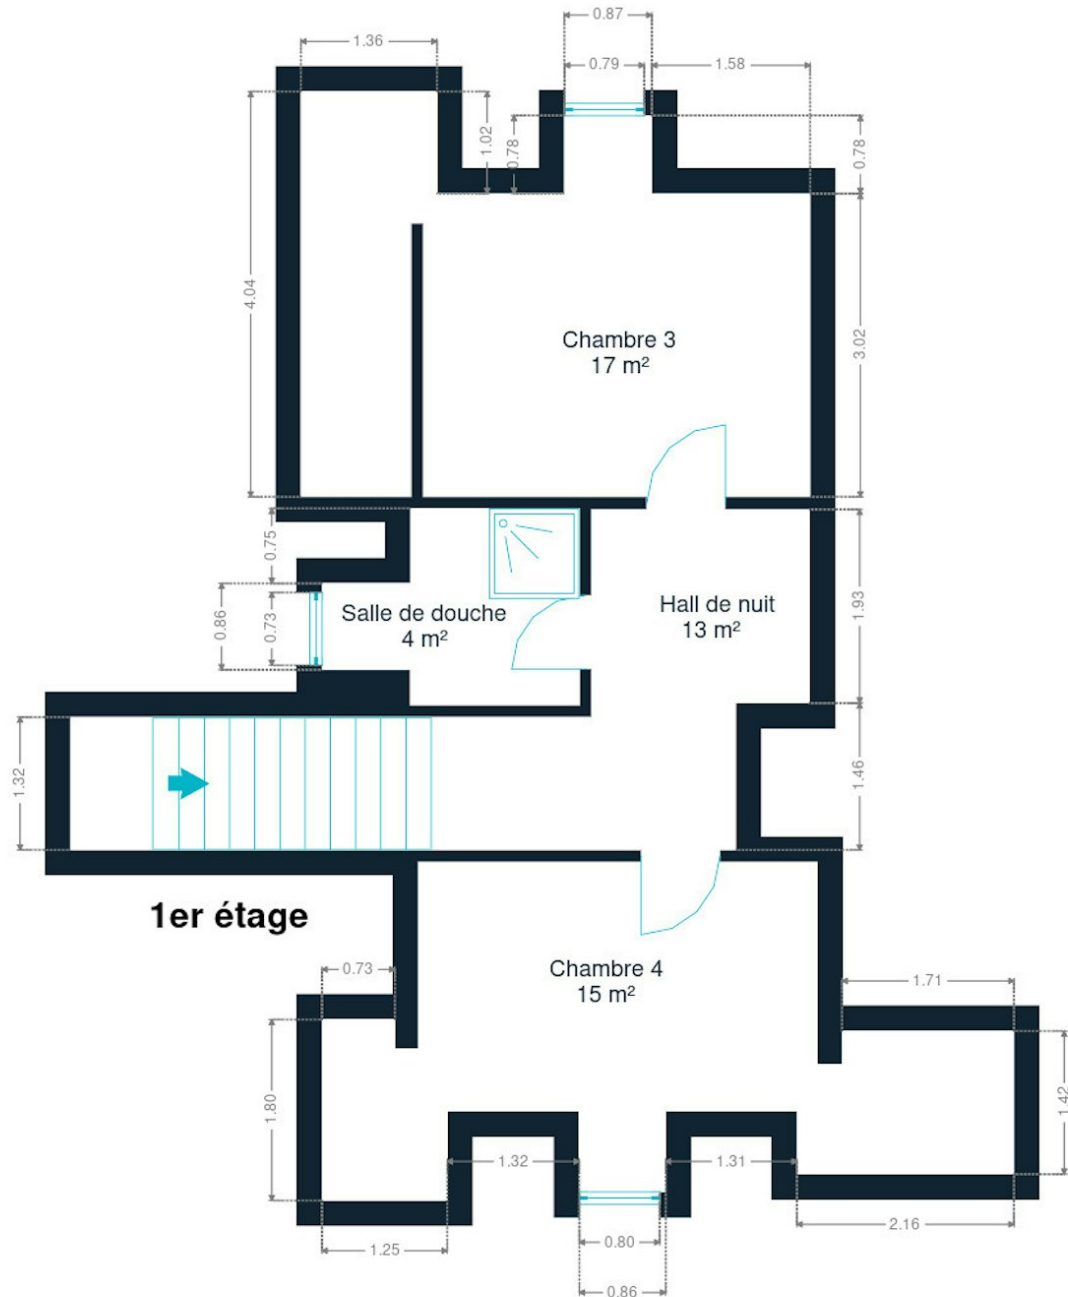 0.87
1.36
0.79
1.58
1.02
0.78
0.78
4.04
3.02
Chambre 3
17 m²
0.75
0.86
0.73
Salle de douche
4 m²
Hall de nuit
13 m²
1.93
1.32
1.46
1er étage
0.73
Chambre 4
15 m²
1.71
1.80
1.42
1.32
1.31
1.25
0.80
2.16
0.86